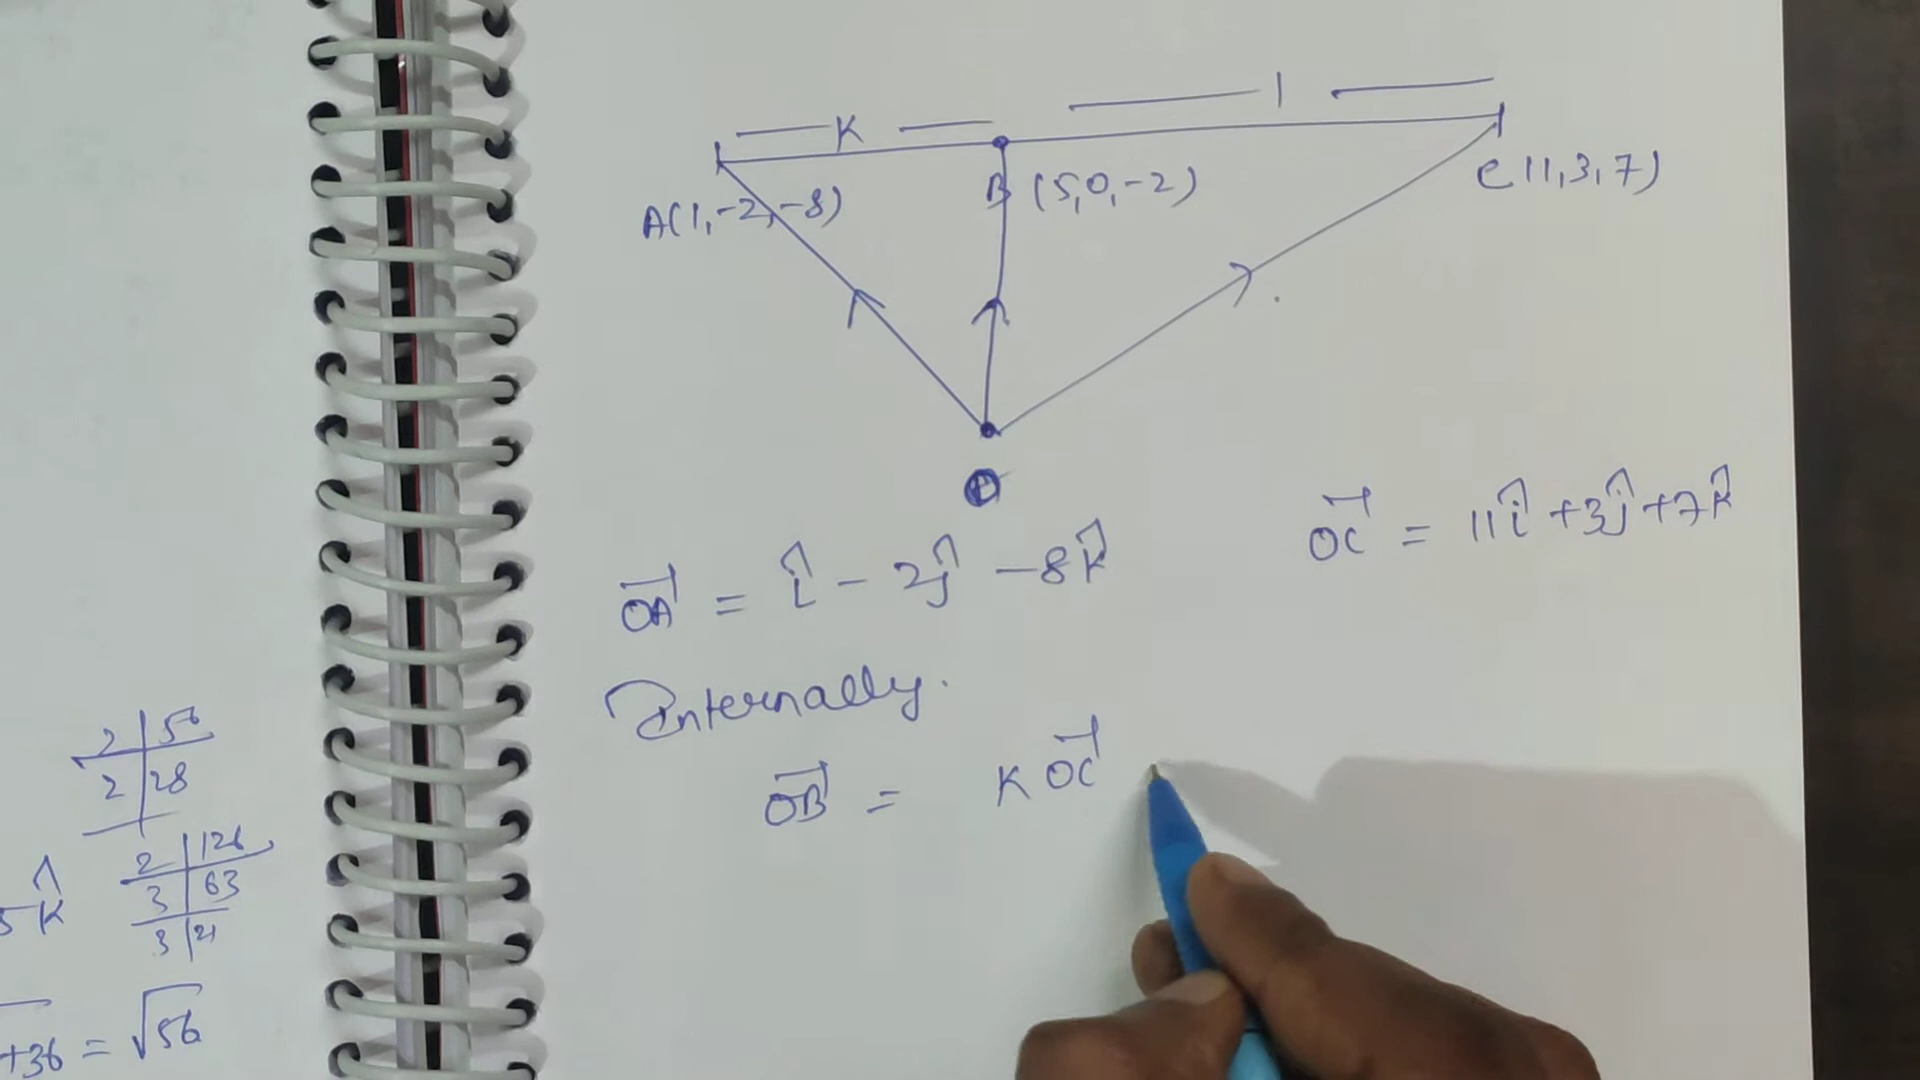 K 1
A(1,-2,-8) B (5,0,-2) C(11,3,7)
O
OA = î - 2ĵ - 8k̂ OC = 11î + 3ĵ + 7k̂
Internally.
OB = K OC
2 56
2 28
2 126
3 63
3 21
5k̂
+36 = √56